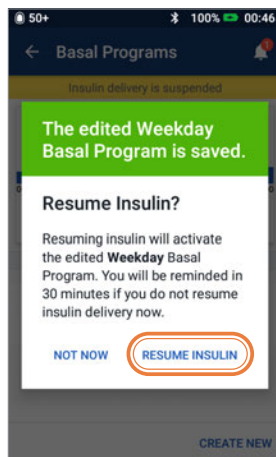 50+ 100% 00:46
Basal Programs
Insulin delivery is suspended
The edited Weekday
Basal Program is saved.
Resume Insulin?
Resuming insulin will activate
the edited Weekday Basal
Program. You will be reminded in
30 minutes if you do not resume
insulin delivery now.
NOT NOW RESUME INSULIN
CREATE NEW